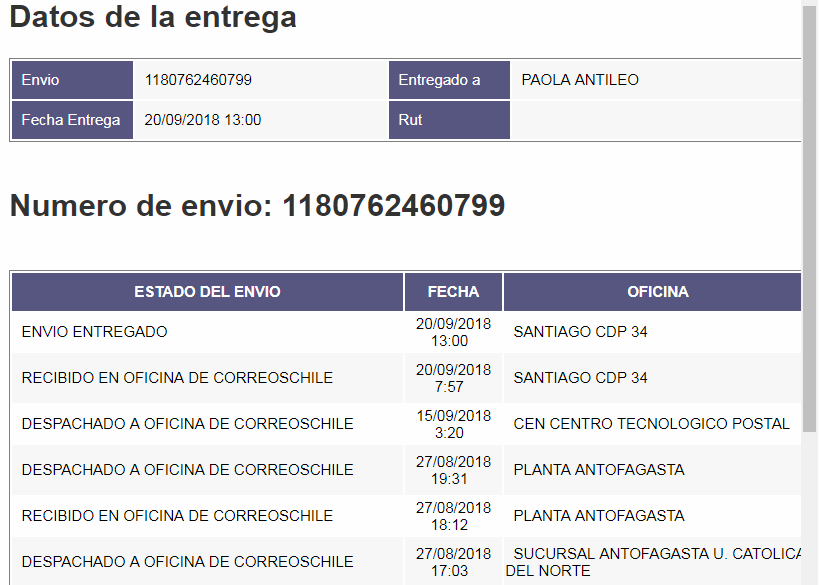 Datos de la entrega
Envio 1180762460799 Entregado a PAOLA ANTILEO
Fecha Entrega 20/09/2018 13:00 Rut
Numero de envio: 1180762460799
ESTADO DEL ENVIO FECHA OFICINA
ENVIO ENTREGADO 20/09/2018 13:00 SANTIAGO CDP 34
RECIBIDO EN OFICINA DE CORREOSCHILE 20/09/2018 7:57 SANTIAGO CDP 34
DESPACHADO A OFICINA DE CORREOSCHILE 15/09/2018 3:20 CEN CENTRO TECNOLOGICO POSTAL
DESPACHADO A OFICINA DE CORREOSCHILE 27/08/2018 19:31 PLANTA ANTOFAGASTA
RECIBIDO EN OFICINA DE CORREOSCHILE 27/08/2018 18:12 PLANTA ANTOFAGASTA
DESPACHADO A OFICINA DE CORREOSCHILE 27/08/2018 17:03 SUCURSAL ANTOFAGASTA U. CATOLICA DEL NORTE